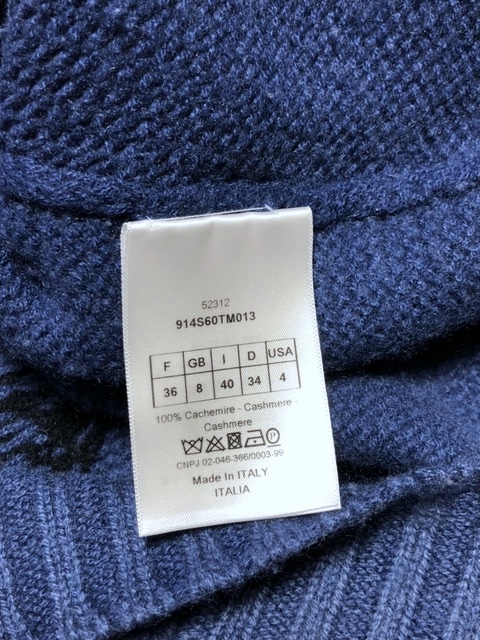 52312
914S60TM013
F GB I D USA
36 8 40 34 4
100% Cachemire - Cashmere -
Cashmere
P
CNPJ 02-046-366/0003-99
Made In ITALY
ITALIA